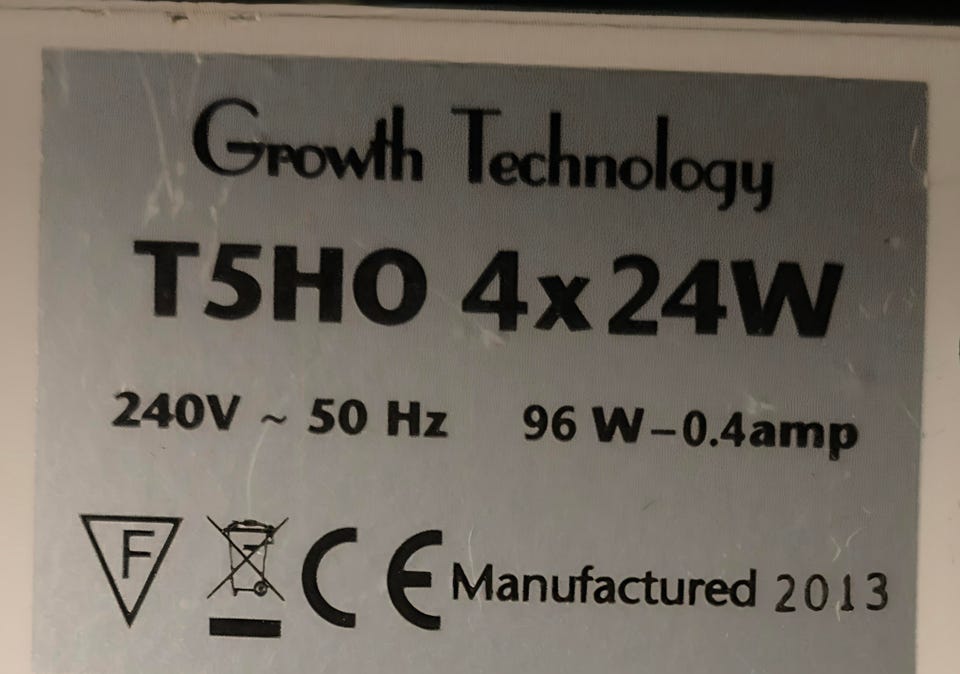 Growth Technology
T5HO 4x24W
240V ~ 50 Hz 96 W–0.4amp
F CE Manufactured 2013